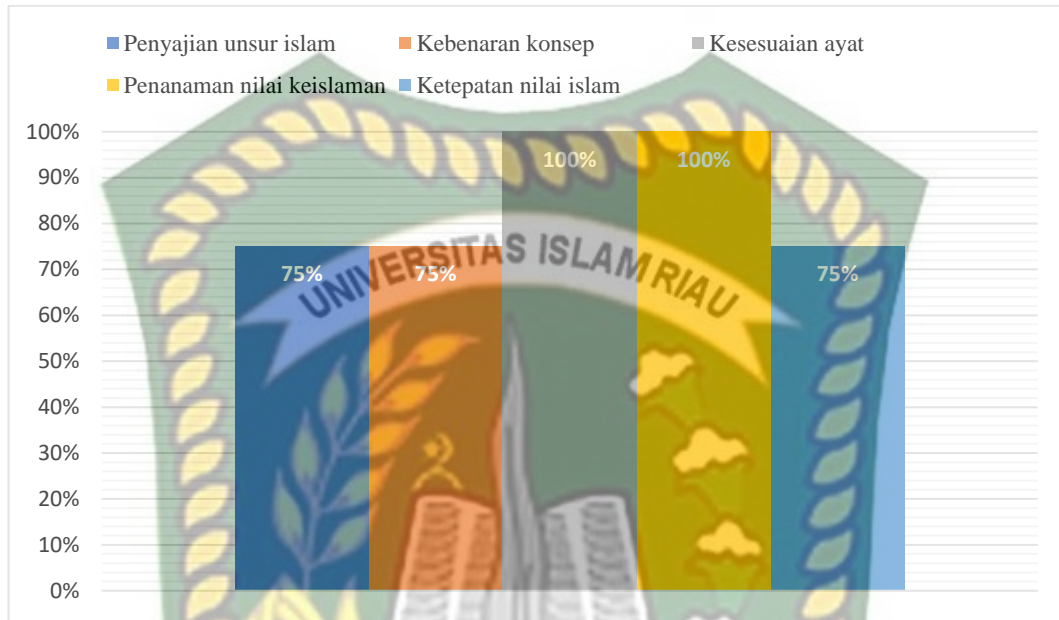 Penyajian unsur islam Kebenaran konsep Kesesuaian ayat
Penanaman nilai keislaman Ketepatan nilai islam
100%
90%
80%
70%
60%
50%
40%
30%
20%
10%
0%
75% 75% 100% 100% 75%
UNIVERSITAS ISLAM RIAU